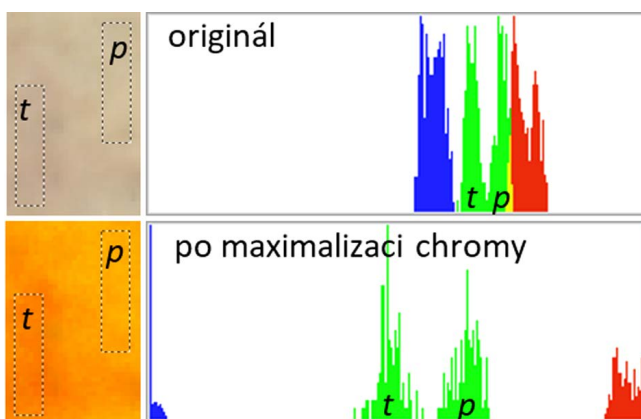 p
t
originál
t p
p
t
po maximalizaci chromy
t p